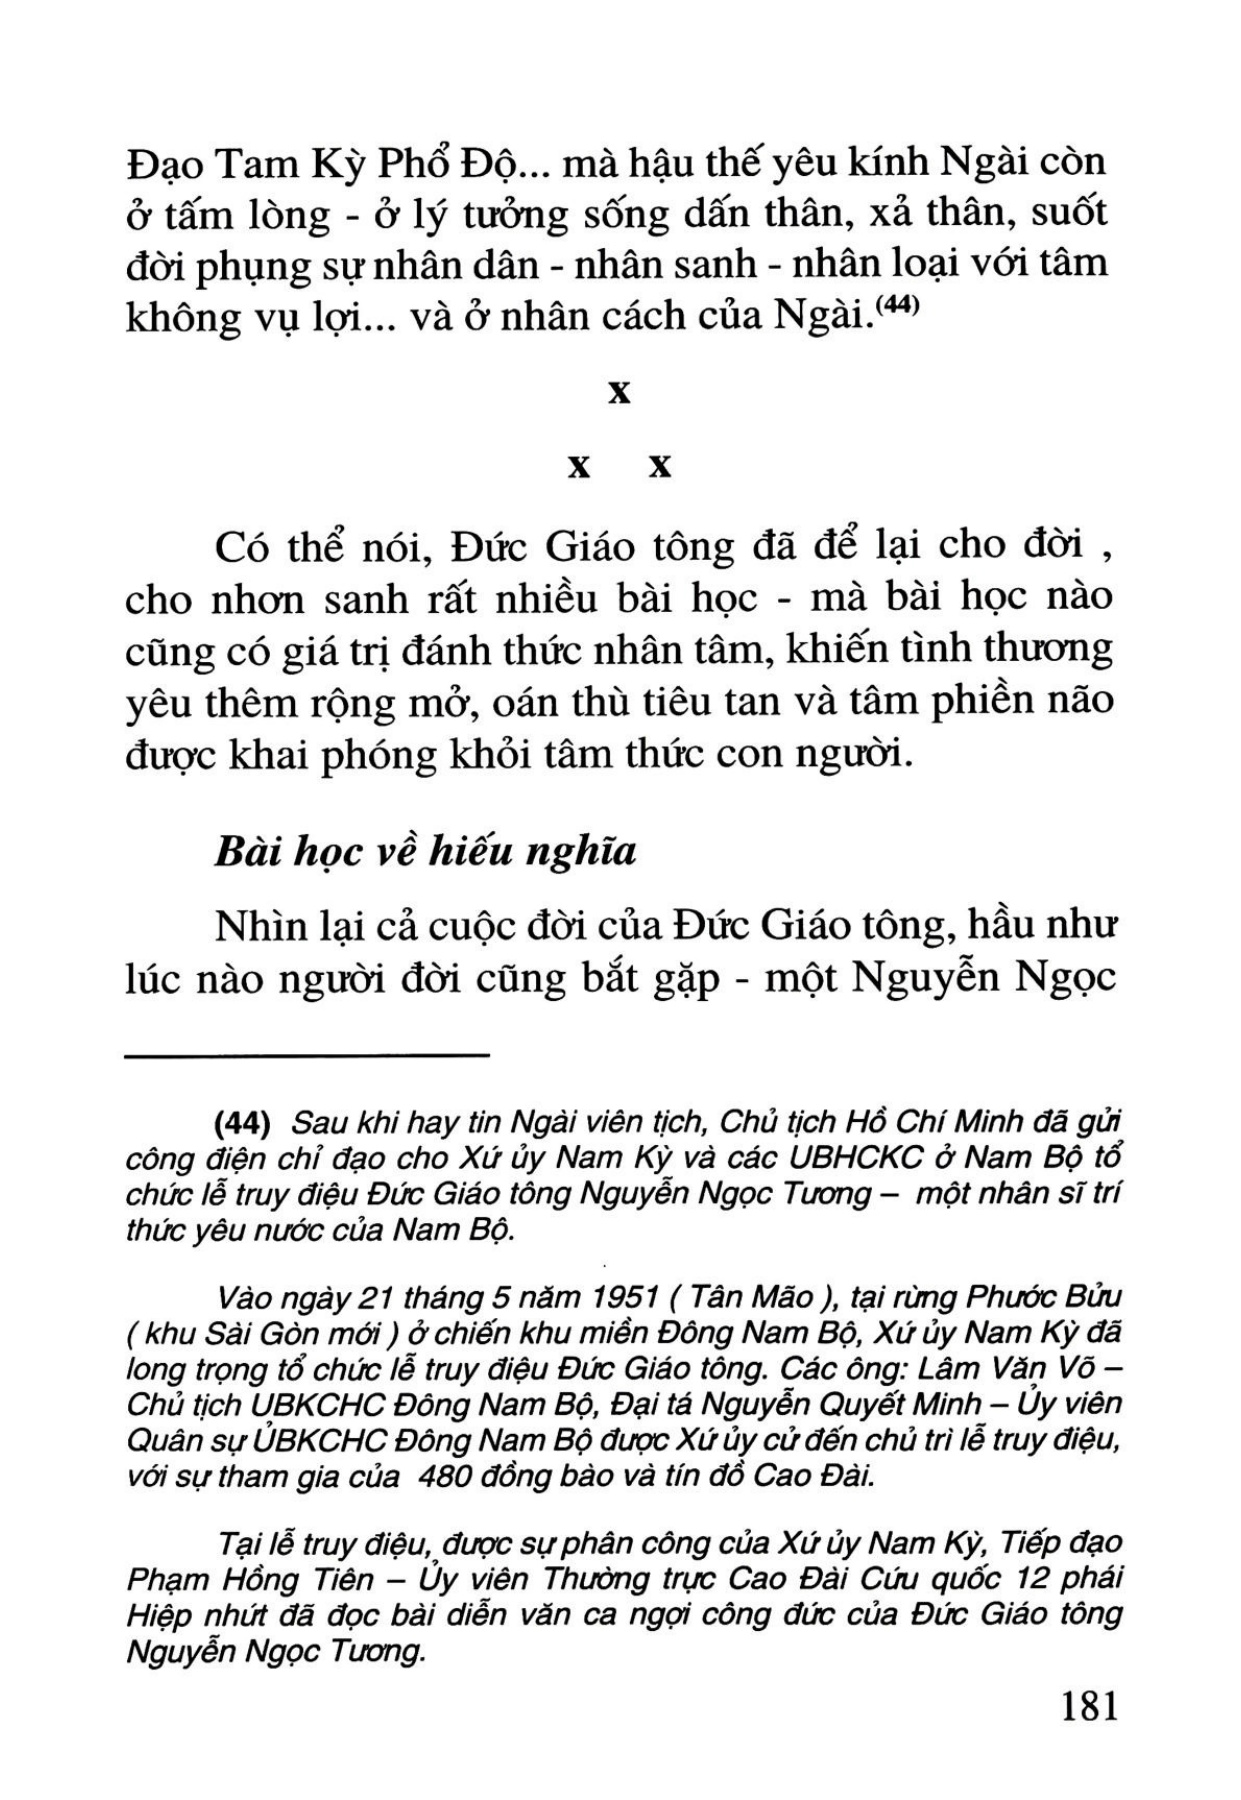 Đạo Tam Kỳ Phổ Độ... mà hậu thế yêu kính Ngài còn
ở tấm lòng - ở lý tưởng sống dấn thân, xả thân, suốt
đời phụng sự nhân dân - nhân sanh - nhân loại với tâm
không vụ lợi... và ở nhân cách của Ngài.(44)
x
x x
Có thể nói, Đức Giáo tông đã để lại cho đời ,
cho nhơn sanh rất nhiều bài học - mà bài học nào
cũng có giá trị đánh thức nhân tâm, khiến tình thương
yêu thêm rộng mở, oán thù tiêu tan và tâm phiền não
được khai phóng khỏi tâm thức con người.
Bài học về hiếu nghĩa
Nhìn lại cả cuộc đời của Đức Giáo tông, hầu như
lúc nào người đời cũng bắt gặp - một Nguyễn Ngọc
(44) Sau khi hay tin Ngài viên tịch, Chủ tịch Hồ Chí Minh đã gửi
công điện chỉ đạo cho Xứ ủy Nam Kỳ và các UBHCKC ở Nam Bộ tổ
chức lễ truy điệu Đức Giáo tông Nguyễn Ngọc Tương – một nhân sĩ trí
thức yêu nước của Nam Bộ.
Vào ngày 21 tháng 5 năm 1951 ( Tân Mão ), tại rừng Phước Bửu
( khu Sài Gòn mới ) ở chiến khu miền Đông Nam Bộ, Xứ ủy Nam Kỳ đã
long trọng tổ chức lễ truy điệu Đức Giáo tông. Các ông: Lâm Văn Võ –
Chủ tịch UBKCHC Đông Nam Bộ, Đại tá Nguyễn Quyết Minh – Ủy viên
Quân sự ỦBKCHC Đông Nam Bộ được Xứ ủy cử đến chủ trì lễ truy điệu,
với sự tham gia của 480 đồng bào và tín đồ Cao Đài.
Tại lễ truy điệu, được sự phân công của Xứ ủy Nam Kỳ, Tiếp đạo
Phạm Hồng Tiên – Ủy viên Thường trực Cao Đài Cứu quốc 12 phái
Hiệp nhứt đã đọc bài diễn văn ca ngợi công đức của Đức Giáo tông
Nguyễn Ngọc Tương.
181